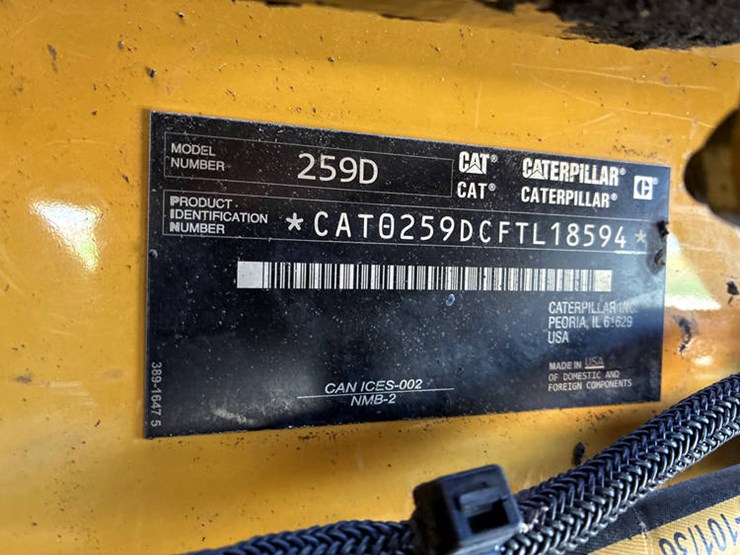 MODEL
NUMBER
259D
CAT® CATERPILLAR® C
CAT® CATERPILLAR®
PRODUCT
IDENTIFICATION
NUMBER
*CAT0259DCFTL18594*
CATERPILLAR INC.
PEORIA, IL 61629
USA
MADE IN USA
OF DOMESTIC AND
FOREIGN COMPONENTS
CAN ICES-002
NMB-2
389-1647 5